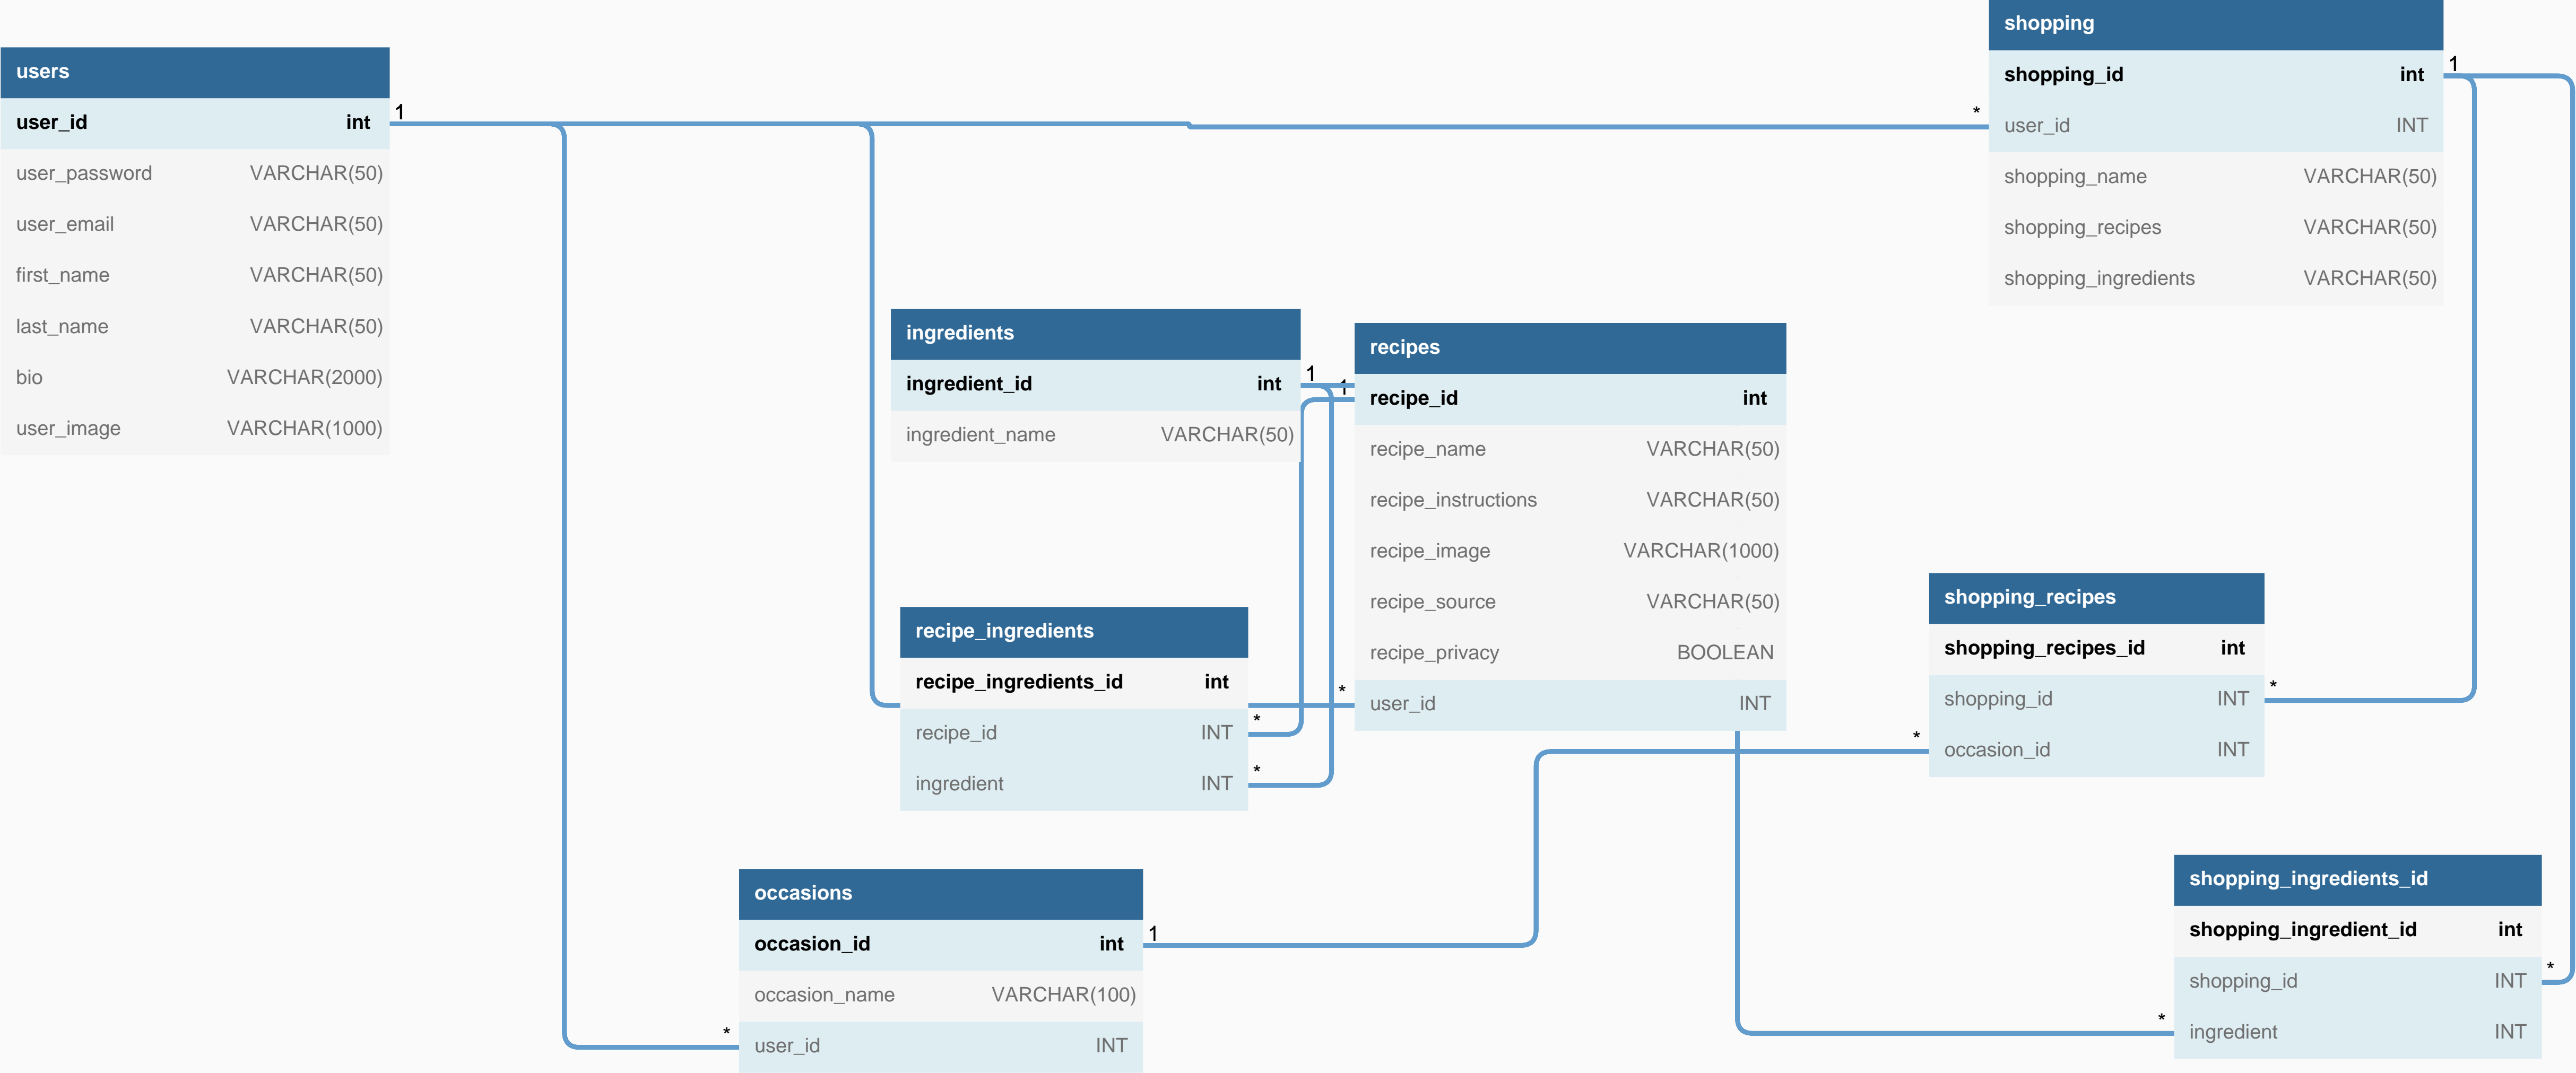 users
user_id int
user_password VARCHAR(50)
user_email VARCHAR(50)
first_name VARCHAR(50)
last_name VARCHAR(50)
bio VARCHAR(2000)
user_image VARCHAR(1000)
1
shopping
shopping_id int
user_id INT
shopping_name VARCHAR(50)
shopping_recipes VARCHAR(50)
shopping_ingredients VARCHAR(50)
1
*
ingredients
ingredient_id int
ingredient_name VARCHAR(50)
1
1
recipes
recipe_id int
recipe_name VARCHAR(50)
recipe_instructions VARCHAR(50)
recipe_image VARCHAR(1000)
recipe_source VARCHAR(50)
recipe_privacy BOOLEAN
user_id INT
*
recipe_ingredients
recipe_ingredients_id int
recipe_id INT
ingredient INT
*
*
shopping_recipes
shopping_recipes_id int
shopping_id INT
occasion_id INT
*
*
occasions
occasion_id int
occasion_name VARCHAR(100)
user_id INT
1
*
shopping_ingredients_id
shopping_ingredient_id int
shopping_id INT
ingredient INT
*
*